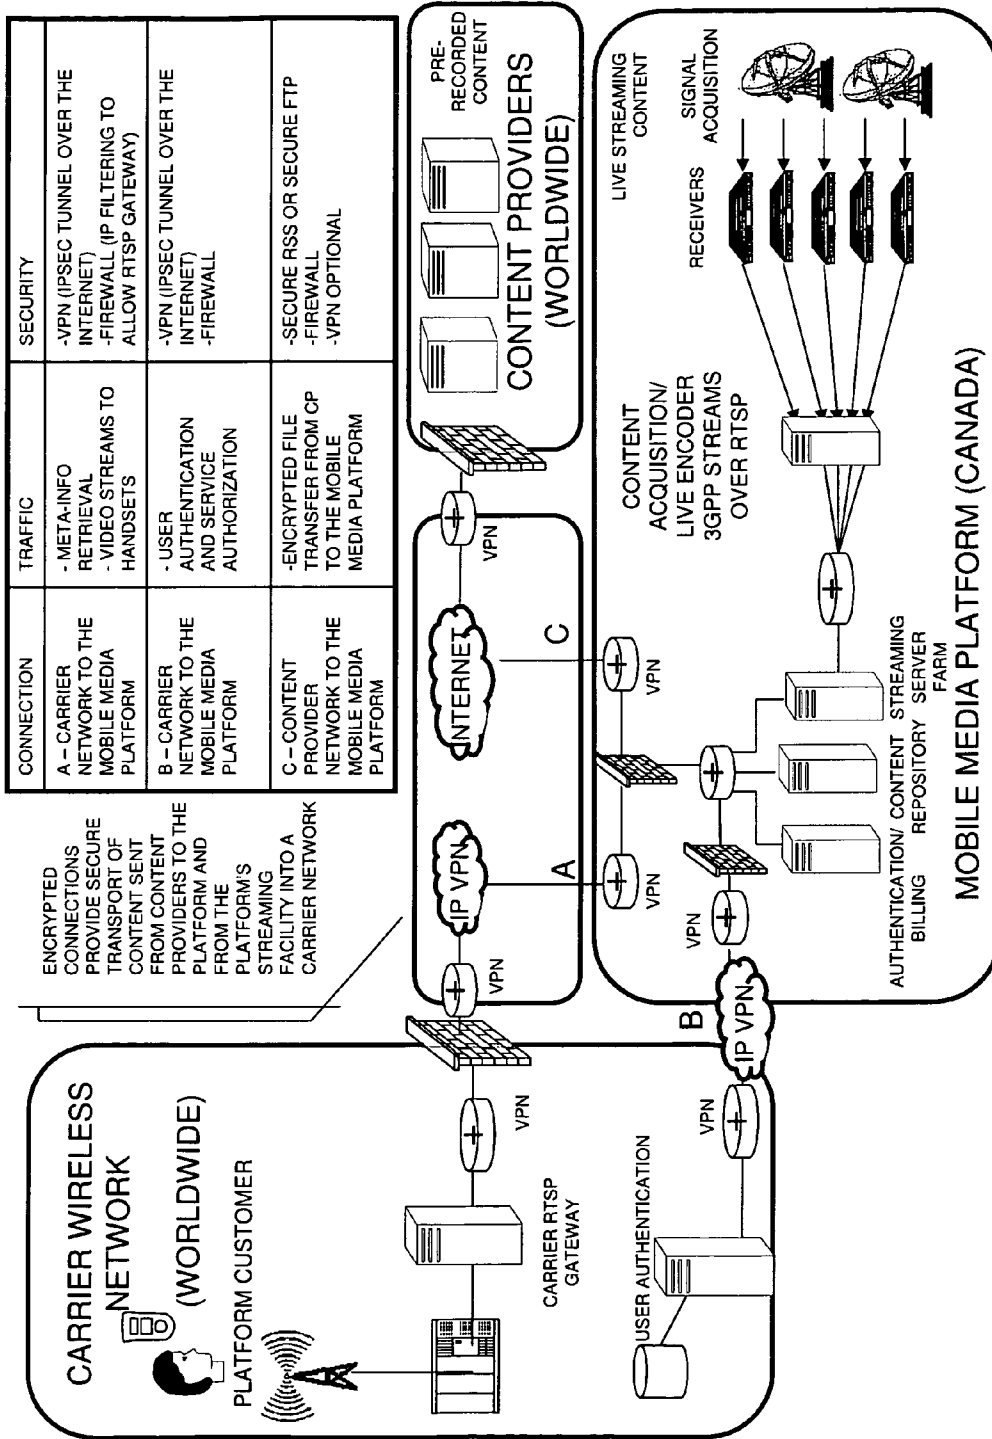 CARRIER WIRELESS
NETWORK
(WORLDWIDE)
PLATFORM CUSTOMER
CARRIER RTSP
GATEWAY
VPN
USER AUTHENTICATION
VPN
ENCRYPTED
CONNECTIONS
PROVIDE SECURE
TRANSPORT OF
CONTENT SENT
FROM CONTENT
PROVIDERS TO THE
PLATFORM AND
FROM THE
PLATFORM'S
STREAMING
FACILITY INTO A
CARRIER NETWORK
CONNECTION
TRAFFIC
SECURITY
A – CARRIER
NETWORK TO THE
MOBILE MEDIA
PLATFORM
- META-INFO
RETRIEVAL
- VIDEO STREAMS TO
HANDSETS
-VPN (IPSEC TUNNEL OVER THE
INTERNET)
-FIREWALL (IP FILTERING TO
ALLOW RTSP GATEWAY)
B – CARRIER
NETWORK TO THE
MOBILE MEDIA
PLATFORM
- USER
AUTHENTICATION
AND SERVICE
AUTHORIZATION
-VPN (IPSEC TUNNEL OVER THE
INTERNET)
-FIREWALL
C – CONTENT
PROVIDER
NETWORK TO THE
MOBILE MEDIA
PLATFORM
-ENCRYPTED FILE
TRANSFER FROM CP
TO THE MOBILE
MEDIA PLATFORM
-SECURE RSS OR SECURE FTP
-FIREWALL
-VPN OPTIONAL
VPN
IP VPN
A
INTERNET
C
VPN
PRE-
RECORDED
CONTENT
CONTENT PROVIDERS
(WORLDWIDE)
B
IP VPN
VPN
VPN
VPN
AUTHENTICATION/
BILLING
CONTENT
REPOSITORY
STREAMING
SERVER
FARM
CONTENT
ACQUISITION/
LIVE ENCODER
3GPP STREAMS
OVER RTSP
RECEIVERS
SIGNAL
ACQUISITION
LIVE STREAMING
CONTENT
MOBILE MEDIA PLATFORM (CANADA)